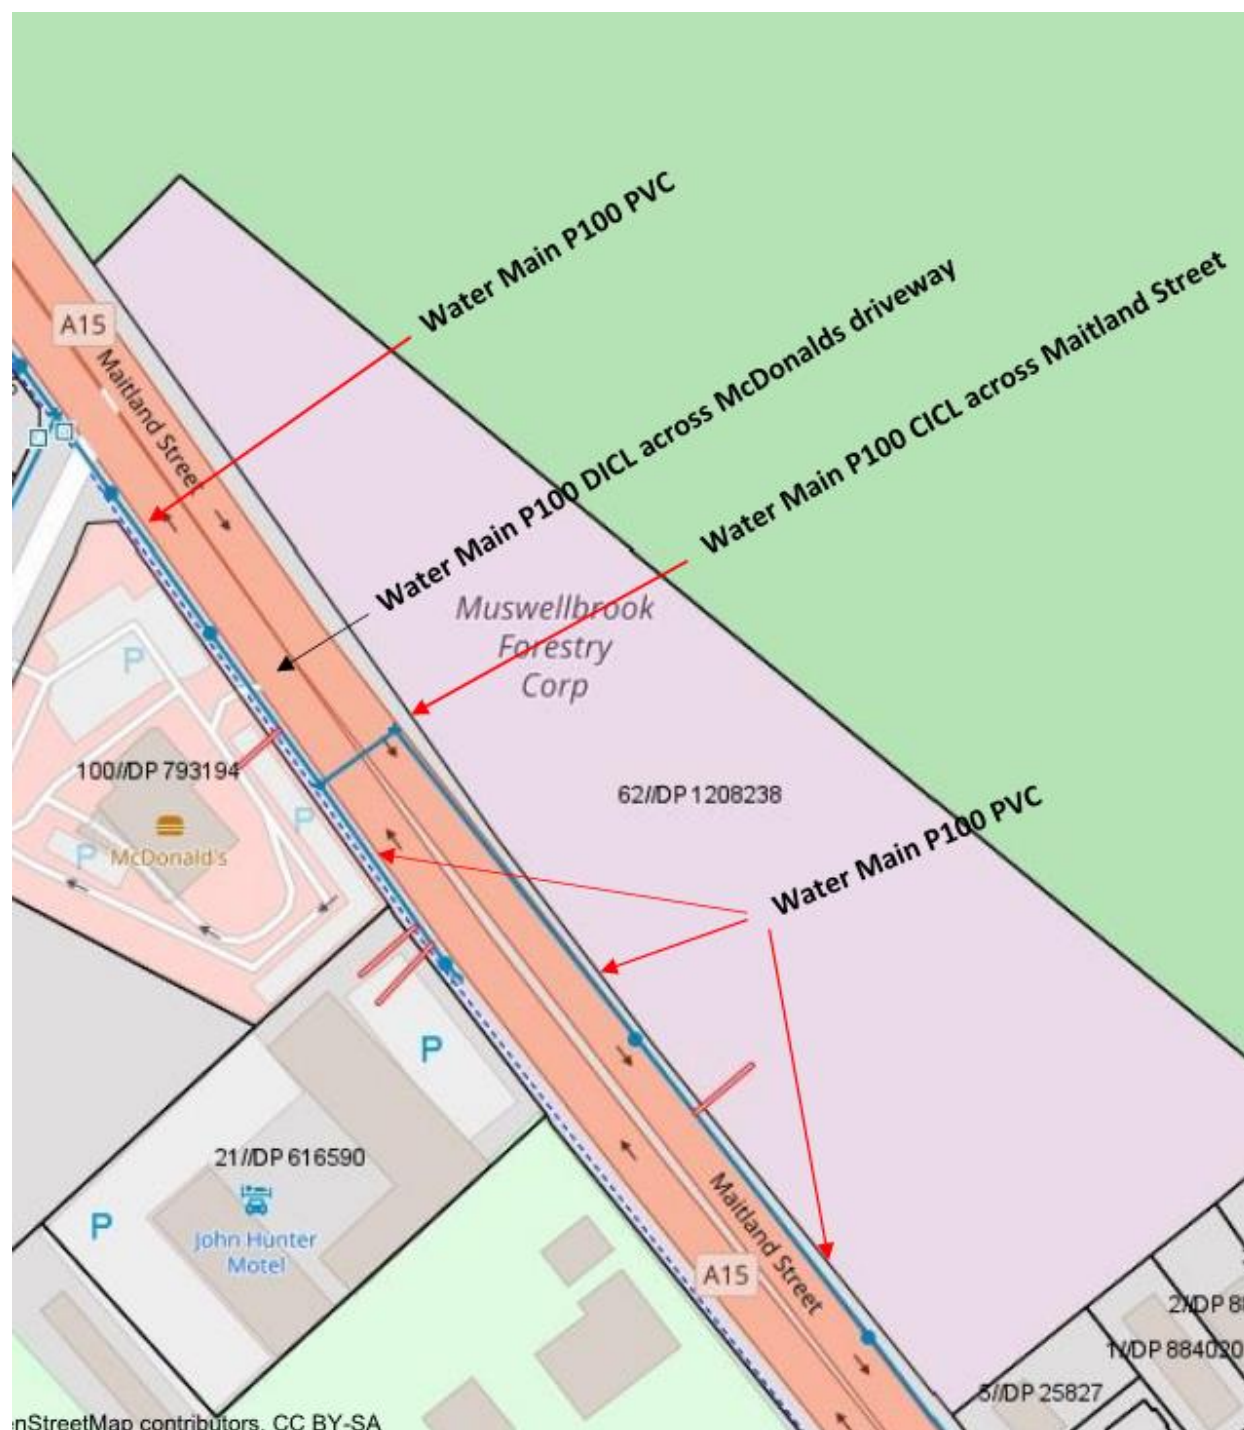 Water Main P100 PVC
Water Main P100 DICL across McDonalds driveway
Water Main P100 CICL across Maitland Street
A15
Maitland Street
Muswellbrook
Forestry
Corp
P
100//DP 793194
62//DP 1208238
P
P
McDonald's
Water Main P100 PVC
P
21//DP 616590
P
John Hunter
Motel
Maitland Street
A15
2//DP 8
1//DP 884020
5//DP 25827
enStreetMap contributors, CC BY-SA